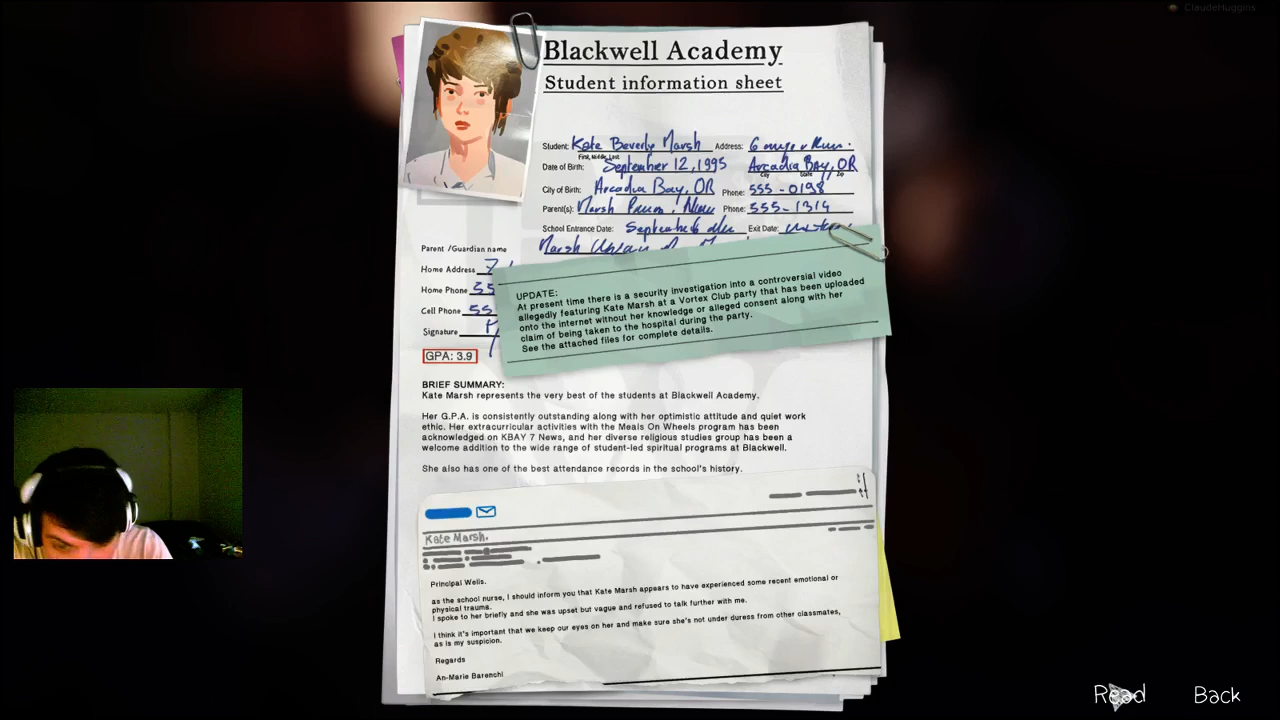 ClaudeHuggins
Blackwell Academy
Student information sheet
Student: Kate Beverly Marsh Address:
First, Middle, Last
Date of Birth: September 12, 1995 Arcadia Bay, OR
City State Zip
City of Birth: Arcadia Bay, OR Phone: 555-0198
Parent(s): Marsh Phone: 555-1314
School Entrance Date: September Exit Date:
Parent /Guardian name Marsh
Home Address
Home Phone 55
Cell Phone 55
Signature
UPDATE:
At present time there is a security investigation into a controversial video
allegedly featuring Kate Marsh at a Vortex Club party that has been uploaded
onto the internet without her knowledge or alleged consent along with her
claim of being taken to the hospital during the party.
See the attached files for complete details.
GPA: 3.9
BRIEF SUMMARY:
Kate Marsh represents the very best of the students at Blackwell Academy.
Her G.P.A. is consistently outstanding along with her optimistic attitude and quiet work
ethic. Her extracurricular activities with the Meals On Wheels program has been
acknowledged on KBAY 7 News, and her diverse religious studies group has been a
welcome addition to the wide range of student-led spiritual programs at Blackwell.
She also has one of the best attendance records in the school's history.
Kate Marsh.
Principal Wells.
as the school nurse, I should inform you that Kate Marsh appears to have experienced some recent emotional or
physical trauma.
I spoke to her briefly and she was upset but vague and refused to talk further with me.
I think it's important that we keep our eyes on her and make sure she's not under duress from other classmates,
as is my suspicion.
Regards
An-Marie Barenchi
Read Back